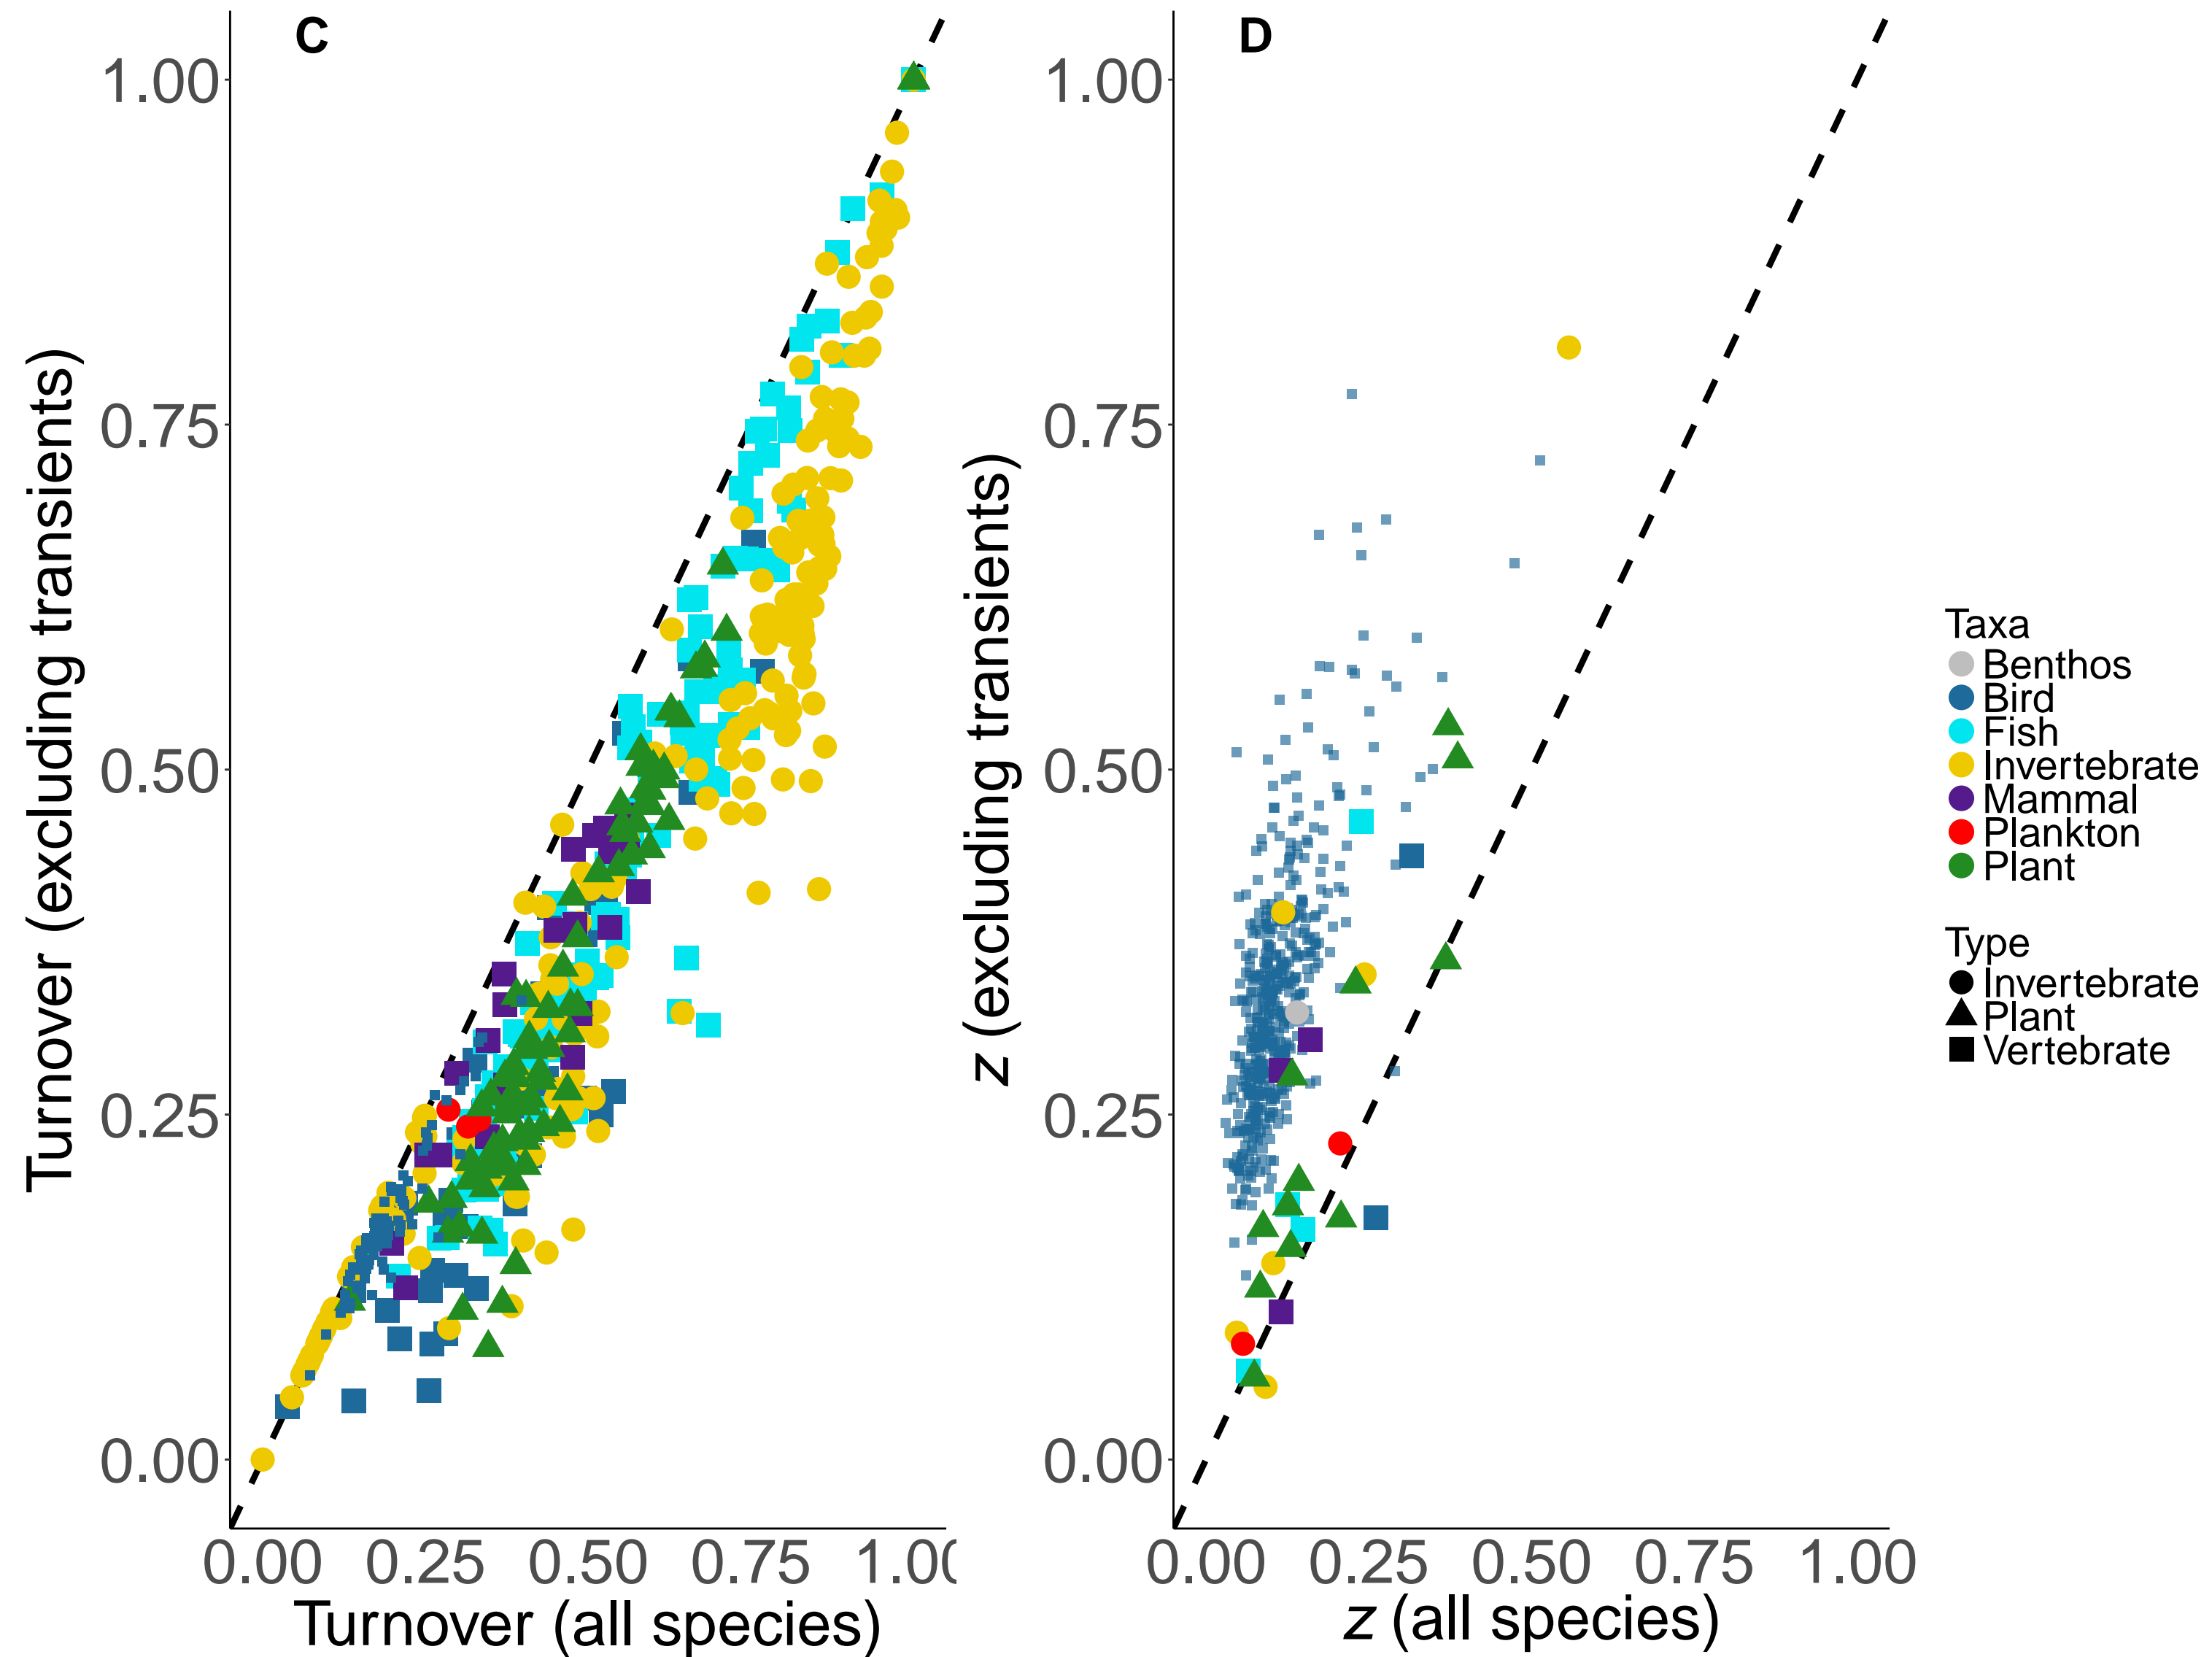 C
Turnover (excluding transients)
1.00
0.75
0.50
0.25
0.00
0.00 0.25 0.50 0.75 1.00
Turnover (all species)
D
z (excluding transients)
1.00
0.75
0.50
0.25
0.00
0.00 0.25 0.50 0.75 1.00
z (all species)
Taxa
Benthos
Bird
Fish
Invertebrate
Mammal
Plankton
Plant
Type
Invertebrate
Plant
Vertebrate